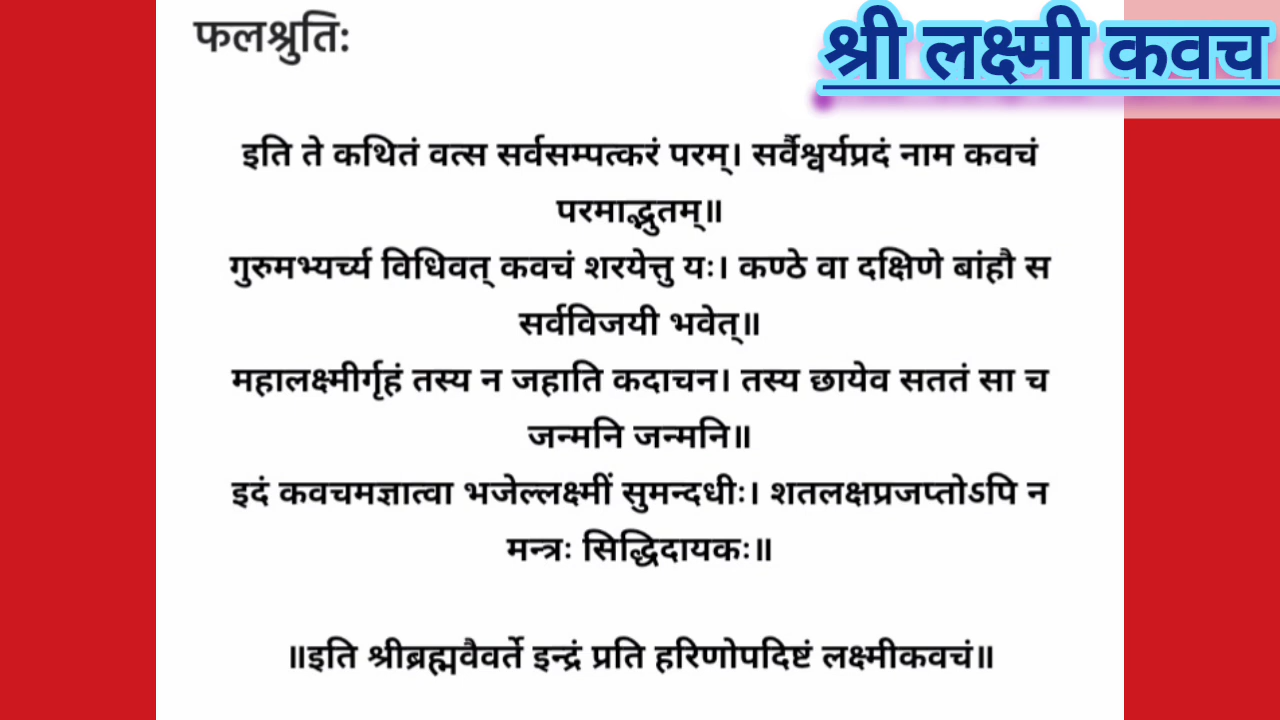 फलश्रुतिः
श्री लक्ष्मी कवच
इति ते कथितं वत्स सर्वसम्पत्करं परम्। सर्वैश्वर्यप्रदं नाम कवचं
परमाद्भुतम्॥
गुरुमभ्यर्च्य विधिवत् कवचं शरयेत्तु यः। कण्ठे वा दक्षिणे बांहौ स
सर्वविजयी भवेत्॥
महालक्ष्मीर्गृहं तस्य न जहाति कदाचन। तस्य छायेव सततं सा च
जन्मनि जन्मनि॥
इदं कवचमज्ञात्वा भजेल्लक्ष्मीं सुमन्दधीः। शतलक्षप्रजप्तोऽपि न
मन्त्रः सिद्धिदायकः॥
॥इति श्रीब्रह्मवैवर्ते इन्द्रं प्रति हरिणोपदिष्टं लक्ष्मीकवचं॥